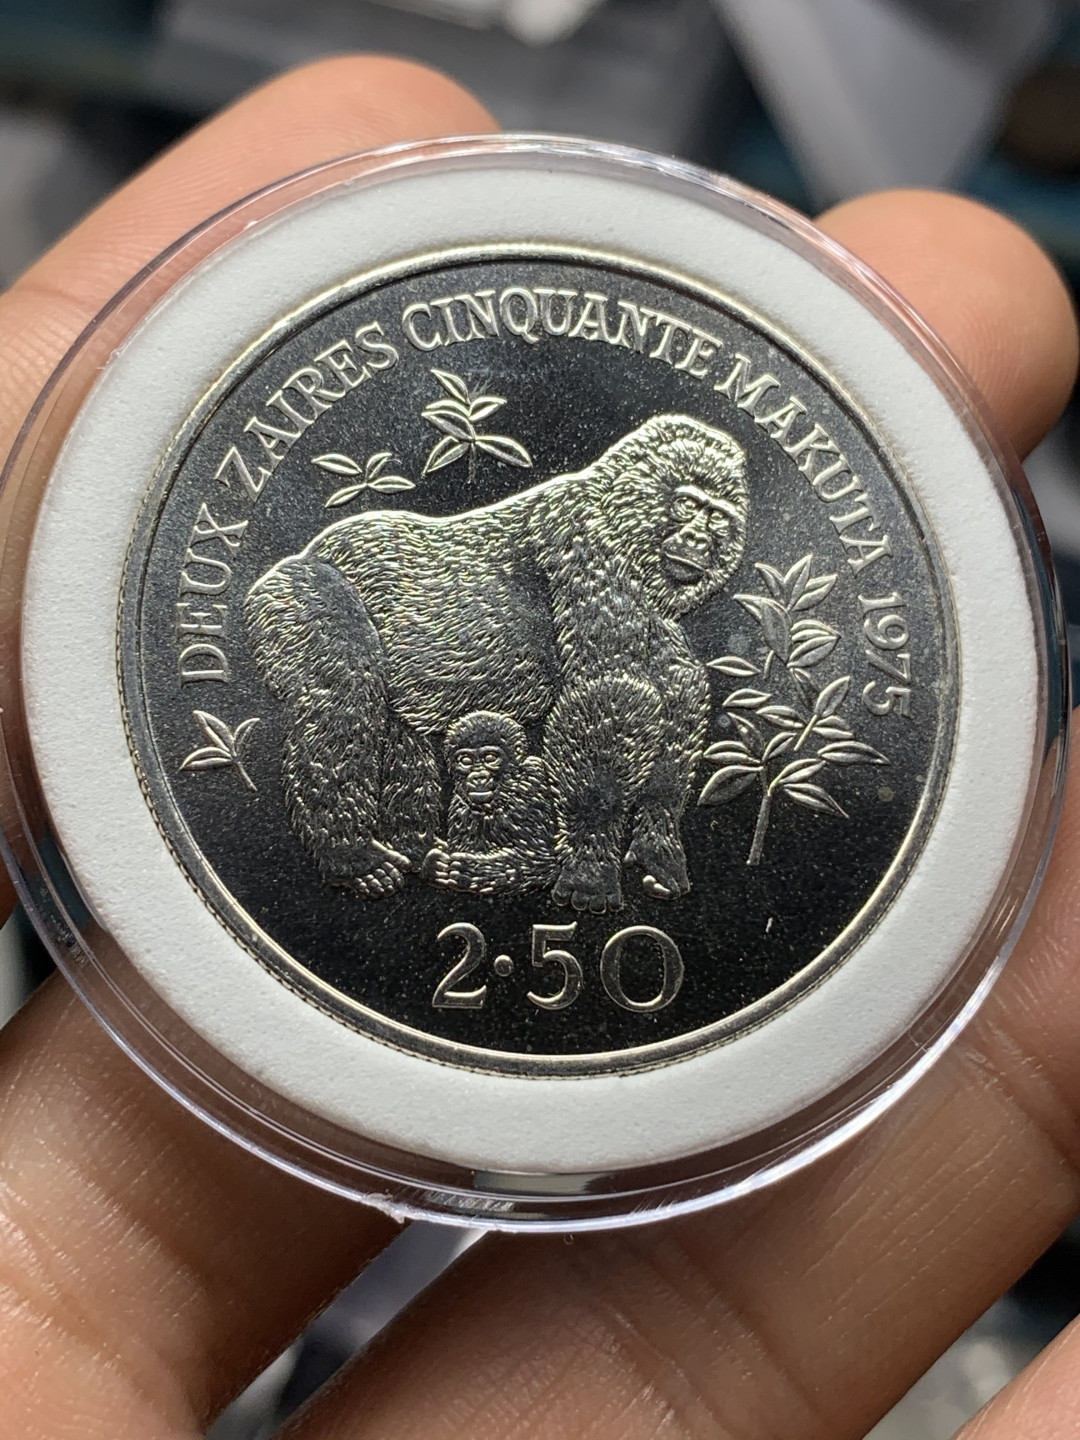 DEUX ZAIRES CINQUANTE MAKUTA 1975
2·50